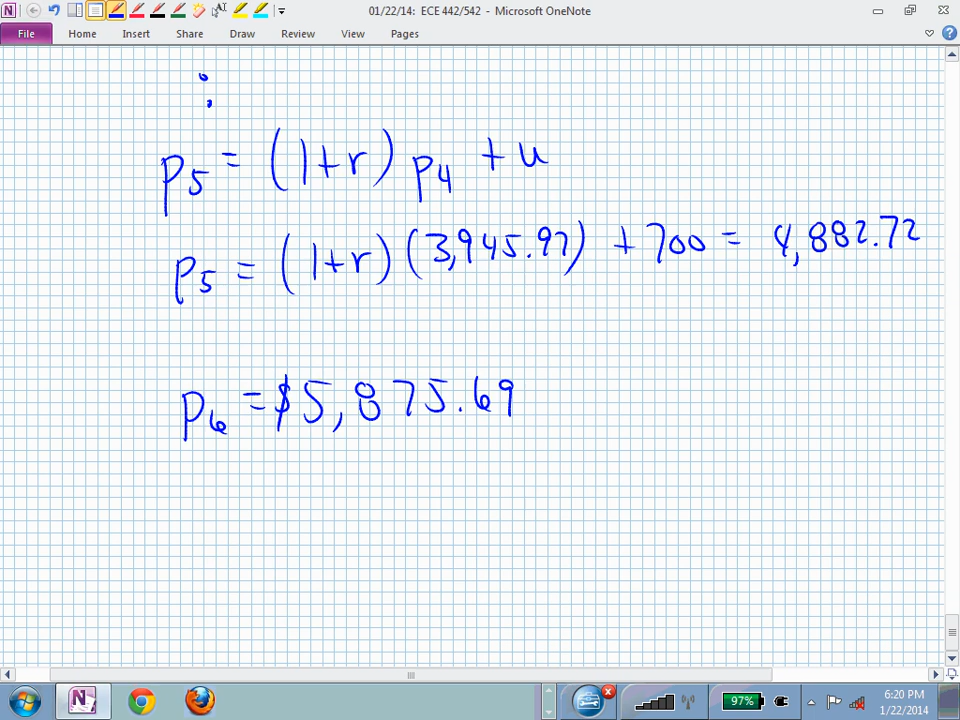 01/22/14: ECE 442/542 - Microsoft OneNote
File Home Insert Share Draw Review View Pages
:
p5 = (1+r) p4 + u
p5 = (1+r)(3,945.97) + 700 = 4,882.72
p6 = $5,875.69
97%
6:20 PM
1/22/2014